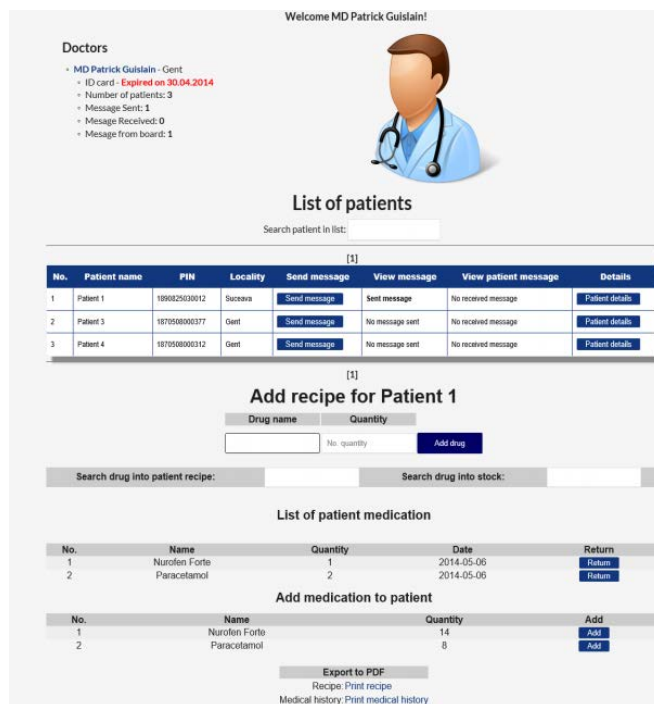 Welcome MD Patrick Guislain!
Doctors
MD Patrick Guislain - Gent
ID card - Expired on 30.04.2014
Number of patients: 3
Message Sent: 1
Mesage Received: 0
Mesage from board: 1
List of patients
Search patient in list:
[1]
No. Patient name PIN Locality Send message View message View patient message Details
1 Patient 1 1890825030012 Suceava Send message Sent message No received message Patient details
2 Patient 3 1870508000377 Gent Send message No message sent No received message Patient details
3 Patient 4 1870508000312 Gent Send message No message sent No received message Patient details
[1]
Add recipe for Patient 1
Drug name Quantity
No. quantity Add drug
Search drug into patient recipe: Search drug into stock:
List of patient medication
No. Name Quantity Date Return
1 Nurofen Forte 1 2014-05-06 Return
2 Paracetamol 2 2014-05-06 Return
Add medication to patient
No. Name Quantity Add
1 Nurofen Forte 14 Add
2 Paracetamol 8 Add
Export to PDF
Recipe: Print recipe
Medical history: Print medical history